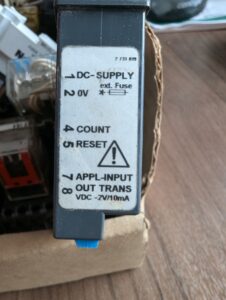 1 DC-SUPPLY
2 0V ext. Fuse
4 COUNT
5 RESET
7 APPL-INPUT
8 OUT TRANS
VDC -2V/10mA